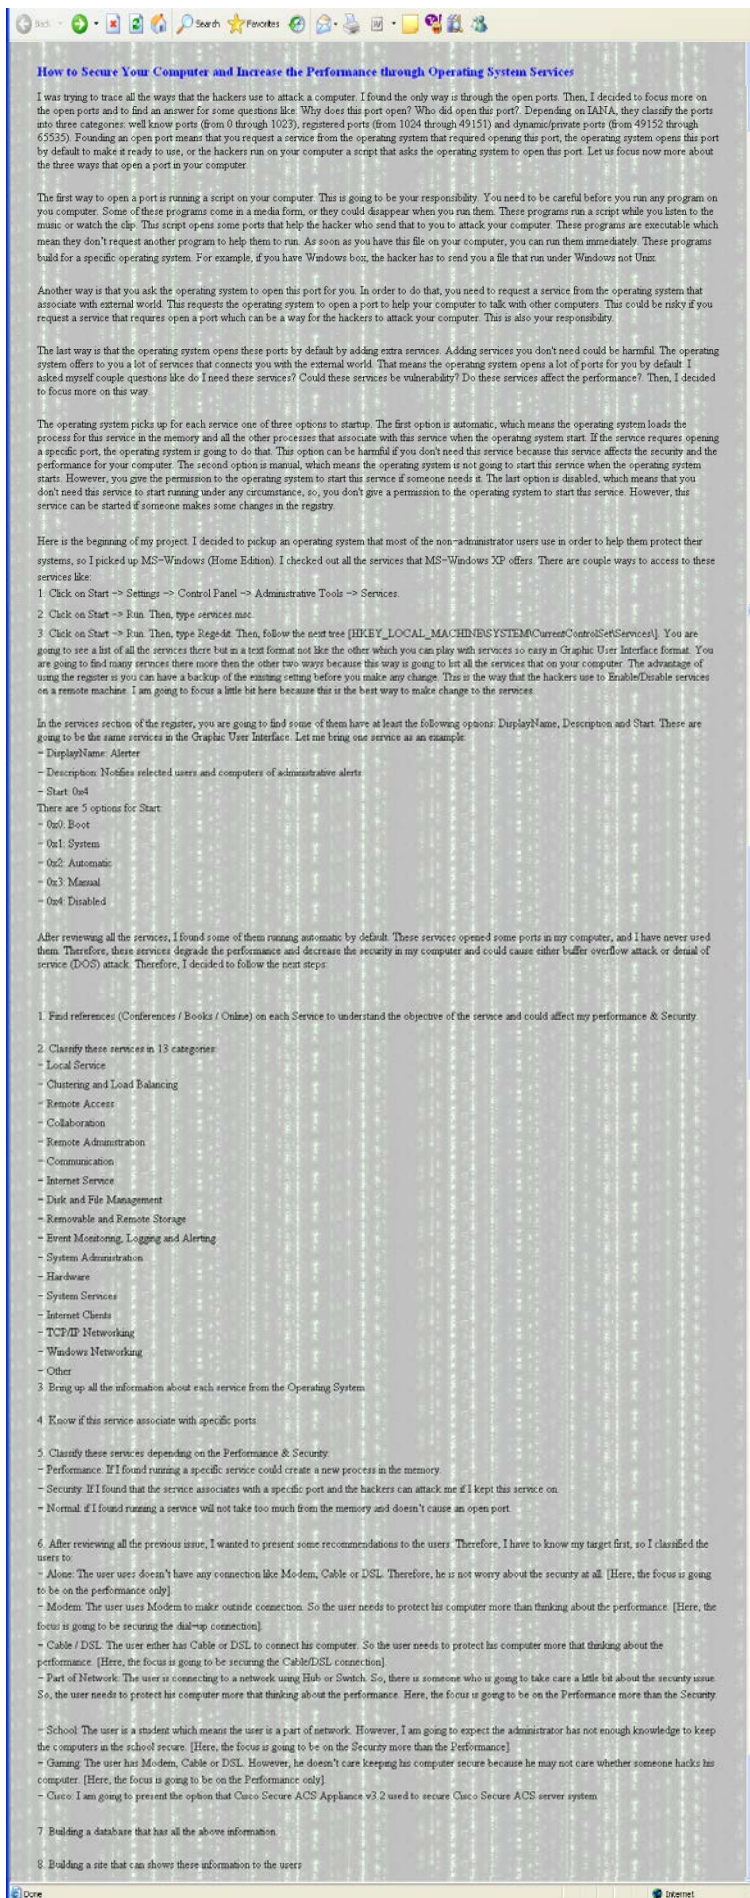 Back
Search
Favorites
How to Secure Your Computer and Increase the Performance through Operating System Services
I was trying to trace all the ways that the hackers use to attack a computer. I found the only way is through the open ports. Then, I decided to focus more on
the open ports and to find an answer for some questions like: Why does this port open? Who did open this port?. Depending on IANA, they classify the ports
into three categories: well know ports (from 0 through 1023), registered ports (from 1024 through 49151) and dynamic/private ports (from 49152 through
65535). Founding an open port means that you request a service from the operating system that required opening this port, the operating system opens this port
by default to make it ready to use, or the hackers run on your computer a script that asks the operating system to open this port. Let us focus now more about
the three ways that open a port in your computer.
The first way to open a port is running a script on your computer. This is going to be your responsibility. You need to be careful before you run any program on
you computer. Some of these programs come in a media form, or they could disappear when you run them. These programs run a script while you listen to the
music or watch the clip. This script opens some ports that help the hacker who send that to you to attack your computer. These programs are executable which
mean they don't request another program to help them to run. As soon as you have this file on your computer, you can run them immediately. These programs
build for a specific operating system. For example, if you have Windows box, the hacker has to send you a file that run under Windows not Unix.
Another way is that you ask the operating system to open this port for you. In order to do that, you need to request a service from the operating system that
associate with external world. This requests the operating system to open a port to help your computer to talk with other computers. This could be risky if you
request a service that requires open a port which can be a way for the hackers to attack your computer. This is also your responsibility.
The last way is that the operating system opens these ports by default by adding extra services. Adding services you don't need could be harmful. The operating
system offers to you a lot of services that connects you with the external world. That means the operating system opens a lot of ports for you by default. I
asked myself couple questions like do I need these services? Could these services be vulnerability? Do these services affect the performance?. Then, I decided
to focus more on this way.
The operating system picks up for each service one of three options to startup. The first option is automatic, which means the operating system loads the
process for this service in the memory and all the other processes that associate with this service when the operating system start. If the service requires opening
a specific port, the operating system is going to do that. This option can be harmful if you don't need this service because this service affects the security and the
performance for your computer. The second option is manual, which means the operating system is not going to start this service when the operating system
starts. However, you give the permission to the operating system to start this service if someone needs it. The last option is disabled, which means that you
don't need this service to start running under any circumstance, so, you don't give a permission to the operating system to start this service. However, this
service can be started if someone makes some changes in the registry.
Here is the beginning of my project. I decided to pickup an operating system that most of the non-administrator users use in order to help them protect their
systems, so I picked up MS-Windows (Home Edition). I checked out all the services that MS-Windows XP offers. There are couple ways to access to these
services like:
1. Click on Start -> Settings -> Control Panel -> Administrative Tools -> Services.
2. Click on Start -> Run. Then, type services.msc.
3. Click on Start -> Run. Then, type Regedit. Then, follow the next tree [HKEY_LOCAL_MACHINE\SYSTEM\CurrentControlSet\Services\]. You are
going to see a list of all the services there but in a text format not like the other which you can play with services so easy in Graphic User Interface format. You
are going to find many services there more then the other two ways because this way is going to list all the services that on your computer. The advantage of
using the register is you can have a backup of the existing setting before you make any change. This is the way that the hackers use to Enable/Disable services
on a remote machine. I am going to focus a little bit here because this is the best way to make change to the services.
In the services section of the register, you are going to find some of them have at least the following options: DisplayName, Description and Start. These are
going to be the same services in the Graphic User Interface. Let me bring one service as an example:
- DisplayName: Alerter
- Description: Notifies selected users and computers of administrative alerts.
- Start: 0x4
There are 5 options for Start:
- 0x0: Boot
- 0x1: System
- 0x2: Automatic
- 0x3: Manual
- 0x4: Disabled
After reviewing all the services, I found some of them running automatic by default. These services opened some ports in my computer, and I have never used
them. Therefore, these services degrade the performance and decrease the security in my computer and could cause either buffer overflow attack or denial of
service (DOS) attack. Therefore, I decided to follow the next steps:
1. Find references (Conferences / Books / Online) on each Service to understand the objective of the service and could affect my performance & Security.
2. Classify these services in 13 categories:
- Local Service
- Clustering and Load Balancing
- Remote Access
- Collaboration
- Remote Administration
- Communication
- Internet Service
- Disk and File Management
- Removable and Remote Storage
- Event Monitoring, Logging and Alerting
- System Administration
- Hardware
- System Services
- Internet Clients
- TCP/IP Networking
- Windows Networking
- Other
3. Bring up all the information about each service from the Operating System.
4. Know if this service associate with specific ports.
5. Classify these services depending on the Performance & Security:
- Performance: If I found running a specific service could create a new process in the memory.
- Security: If I found that the service associates with a specific port and the hackers can attack me if I kept this service on.
- Normal: if I found running a service will not take too much from the memory and doesn't cause an open port.
6. After reviewing all the previous issue, I wanted to present some recommendations to the users. Therefore, I have to know my target first, so I classified the
users to:
- Alone: The user uses doesn't have any connection like Modem, Cable or DSL. Therefore, he is not worry about the security at all. [Here, the focus is going
to be on the performance only].
- Modem: The user uses Modem to make outside connection. So the user needs to protect his computer more than thinking about the performance. [Here, the
focus is going to be securing the dial-up connection].
- Cable / DSL: The user either has Cable or DSL to connect his computer. So the user needs to protect his computer more that thinking about the
performance. [Here, the focus is going to be securing the Cable/DSL connection].
- Part of Network: The user is connecting to a network using Hub or Switch. So, there is someone who is going to take care a little bit about the security issue.
So, the user needs to protect his computer more that thinking about the performance. Here, the focus is going to be on the Performance more than the Security.
- School: The user is a student which means the user is a part of network. However, I am going to expect the administrator has not enough knowledge to keep
the computers in the school secure. [Here, the focus is going to be on the Security more than the Performance]
- Gaming: The user has Modem, Cable or DSL. However, he doesn't care keeping his computer secure because he may not care whether someone hacks his
computer. [Here, the focus is going to be on the Performance only].
- Cisco: I am going to present the option that Cisco Secure ACS Appliance v3.2 used to secure Cisco Secure ACS server system
7. Building a database that has all the above information.
8. Building a site that can shows these information to the users
Done
Internet